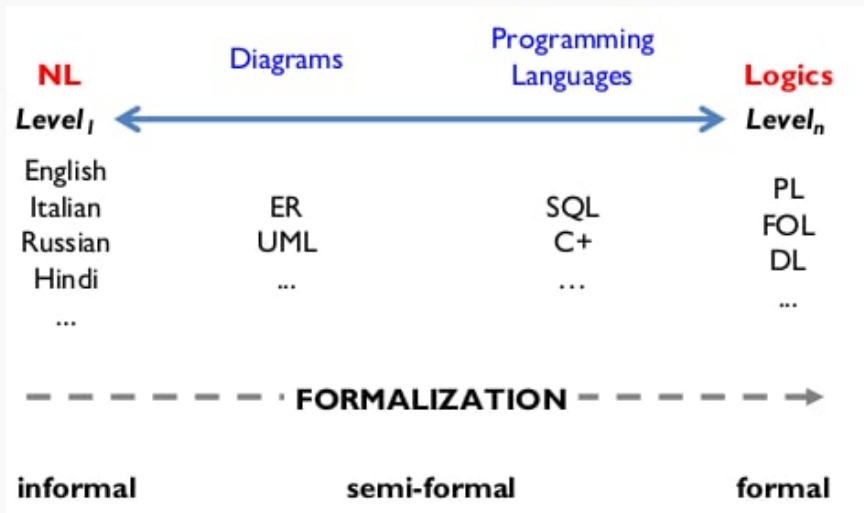 NL
Diagrams
Programming
Languages
Logics
Level1
Leveln
English
Italian
Russian
Hindi
...
ER
UML
...
SQL
C+
...
PL
FOL
DL
...
FORMALIZATION
informal
semi-formal
formal